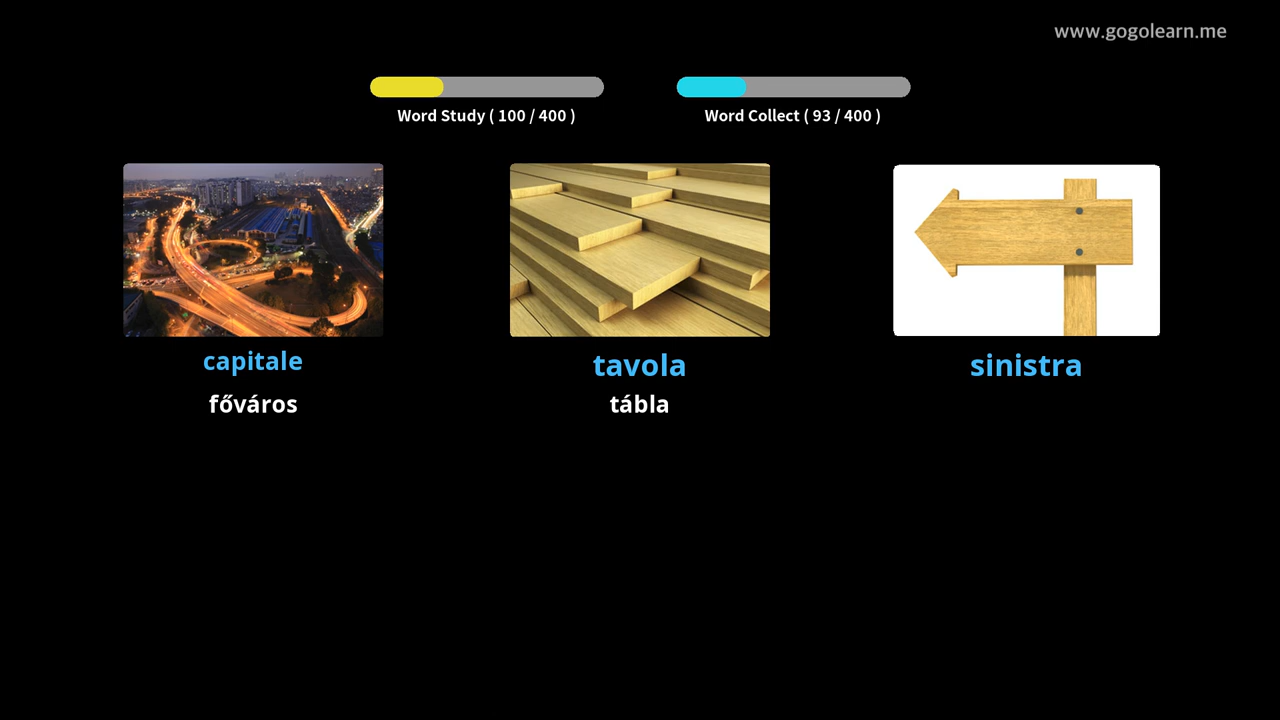 www.gogolearn.me
Word Study ( 100 / 400 )
Word Collect ( 93 / 400 )
capitale
főváros
tavola
tábla
sinistra